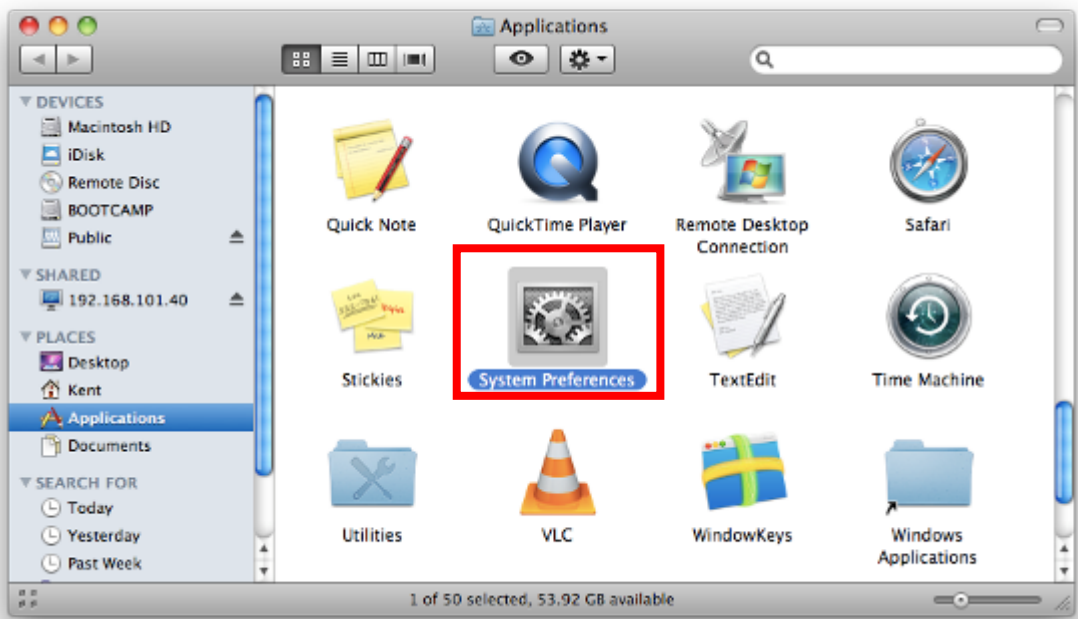 Applications
DEVICES
Macintosh HD
iDisk
Remote Disc
BOOTCAMP
Public
SHARED
192.168.101.40
PLACES
Desktop
Kent
Applications
Documents
SEARCH FOR
Today
Yesterday
Past Week
Quick Note
QuickTime Player
Remote Desktop
Connection
Safari
Stickies
System Preferences
TextEdit
Time Machine
Utilities
VLC
WindowKeys
Windows
Applications
1 of 50 selected, 53.92 GB available